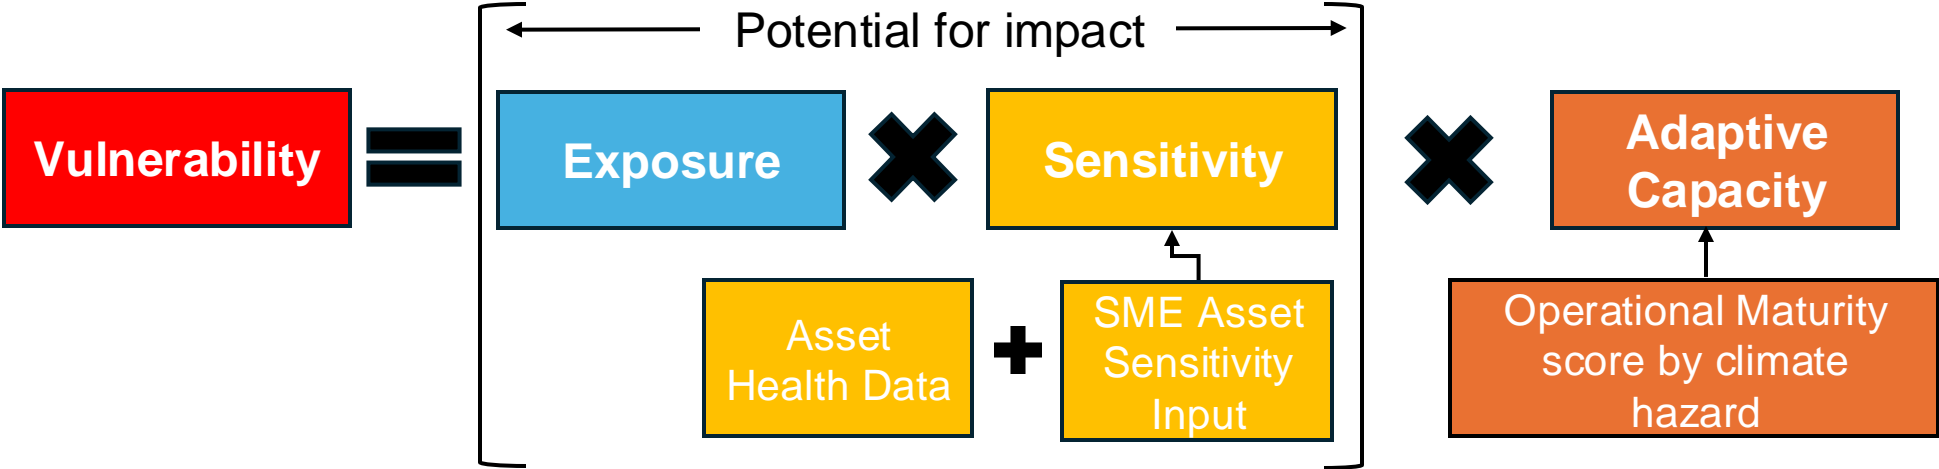 Potential for impact
Vulnerability
Exposure
Sensitivity
Adaptive
Capacity
Asset
Health Data
SME Asset
Sensitivity
Input
Operational Maturity
score by climate
hazard